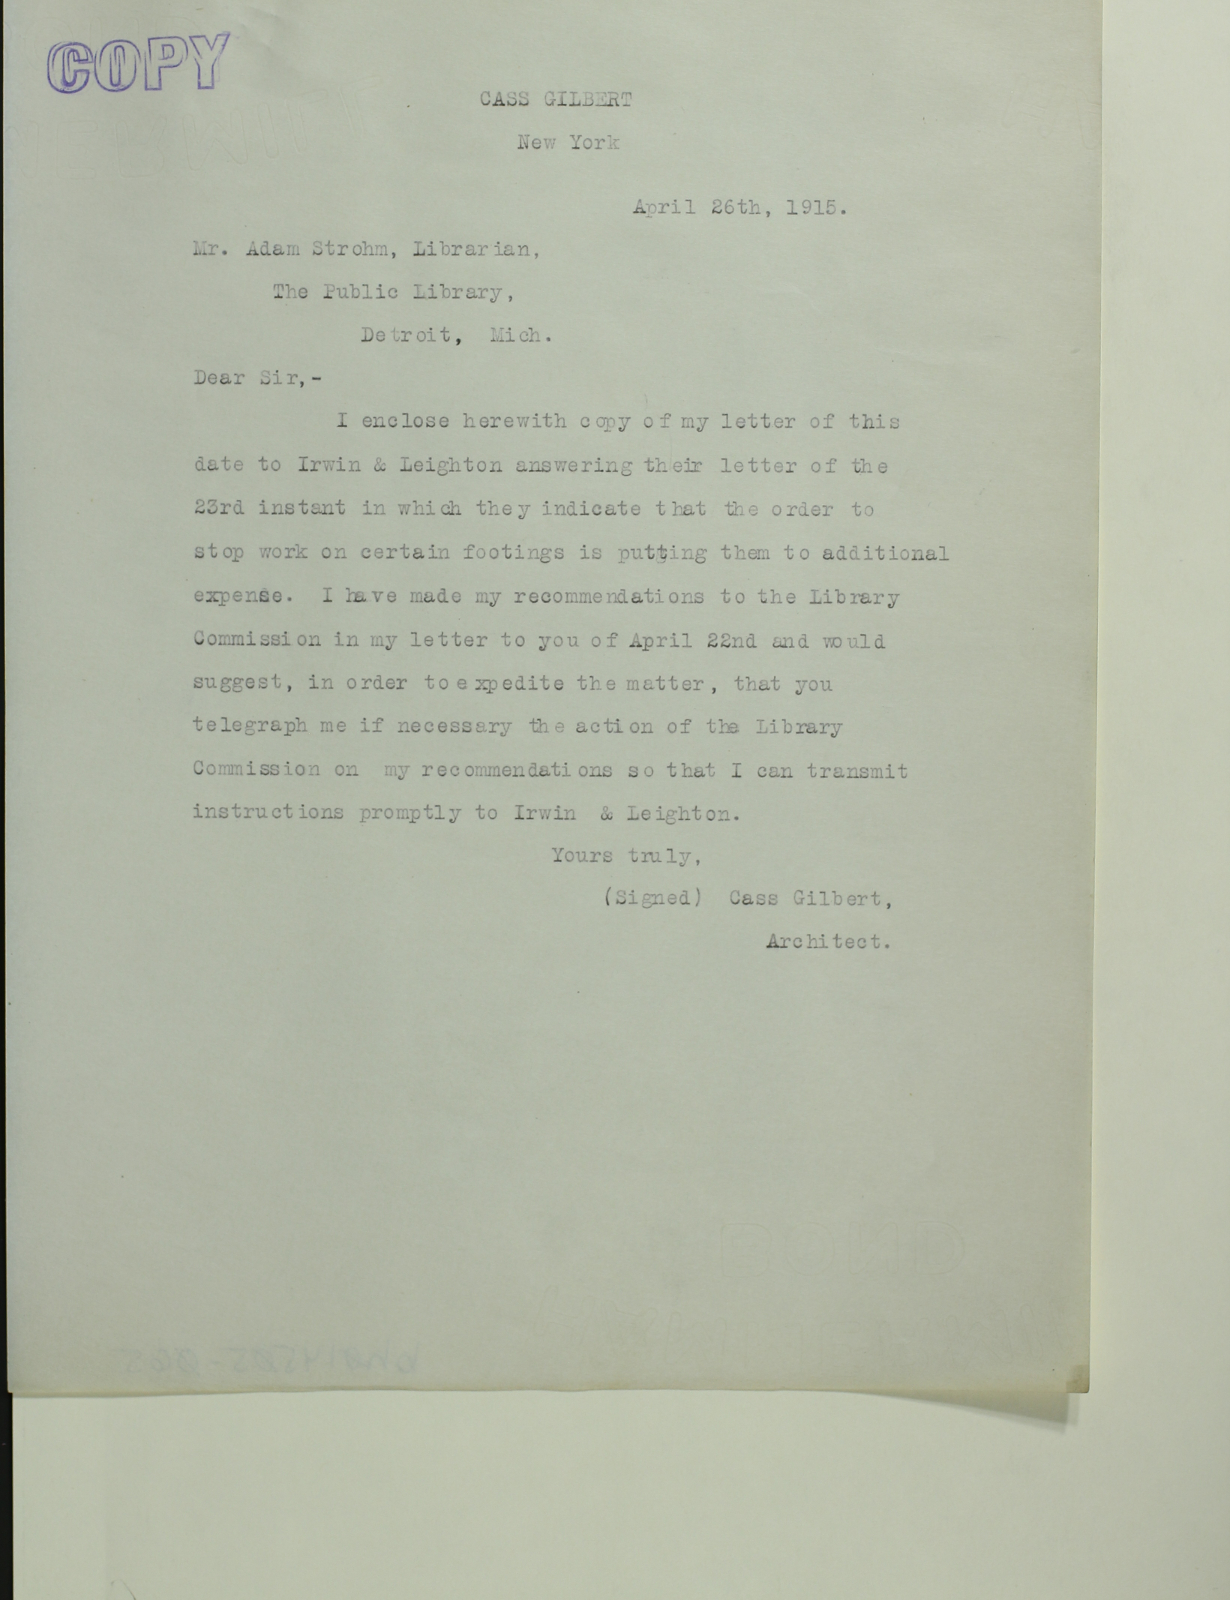 COPY
CASS GILBERT
New York
April 26th, 1915.
Mr. Adam Strohm, Librarian,
The Public Library,
Detroit, Mich.
Dear Sir,-
I enclose herewith copy of my letter of this
date to Irwin & Leighton answering their letter of the
23rd instant in which they indicate that the order to
stop work on certain footings is putting them to additional
expense. I have made my recommendations to the Library
Commission in my letter to you of April 22nd and would
suggest, in order to expedite the matter, that you
telegraph me if necessary the action of the Library
Commission on my recommendations so that I can transmit
instructions promptly to Irwin & Leighton.
Yours truly,
(Signed) Cass Gilbert,
Architect.